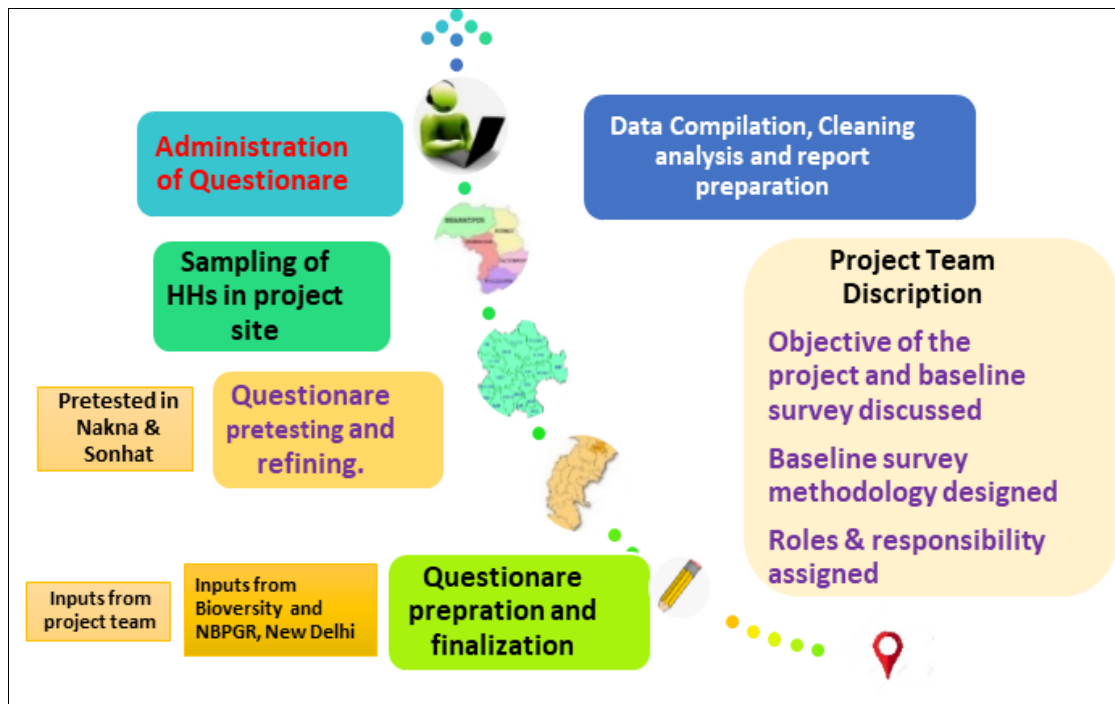 Administration
of Questionare
Data Compilation, Cleaning
analysis and report
preparation
Sampling of
HHs in project
site
Project Team
Discription
Objective of the
project and baseline
survey discussed
Baseline survey
methodology designed
Roles & responsibility
assigned
Pretested in
Nakna &
Sonhat
Questionare
pretesting and
refining.
Inputs from
project team
Inputs from
Bioversity and
NBPGR, New Delhi
Questionare
prepration and
finalization